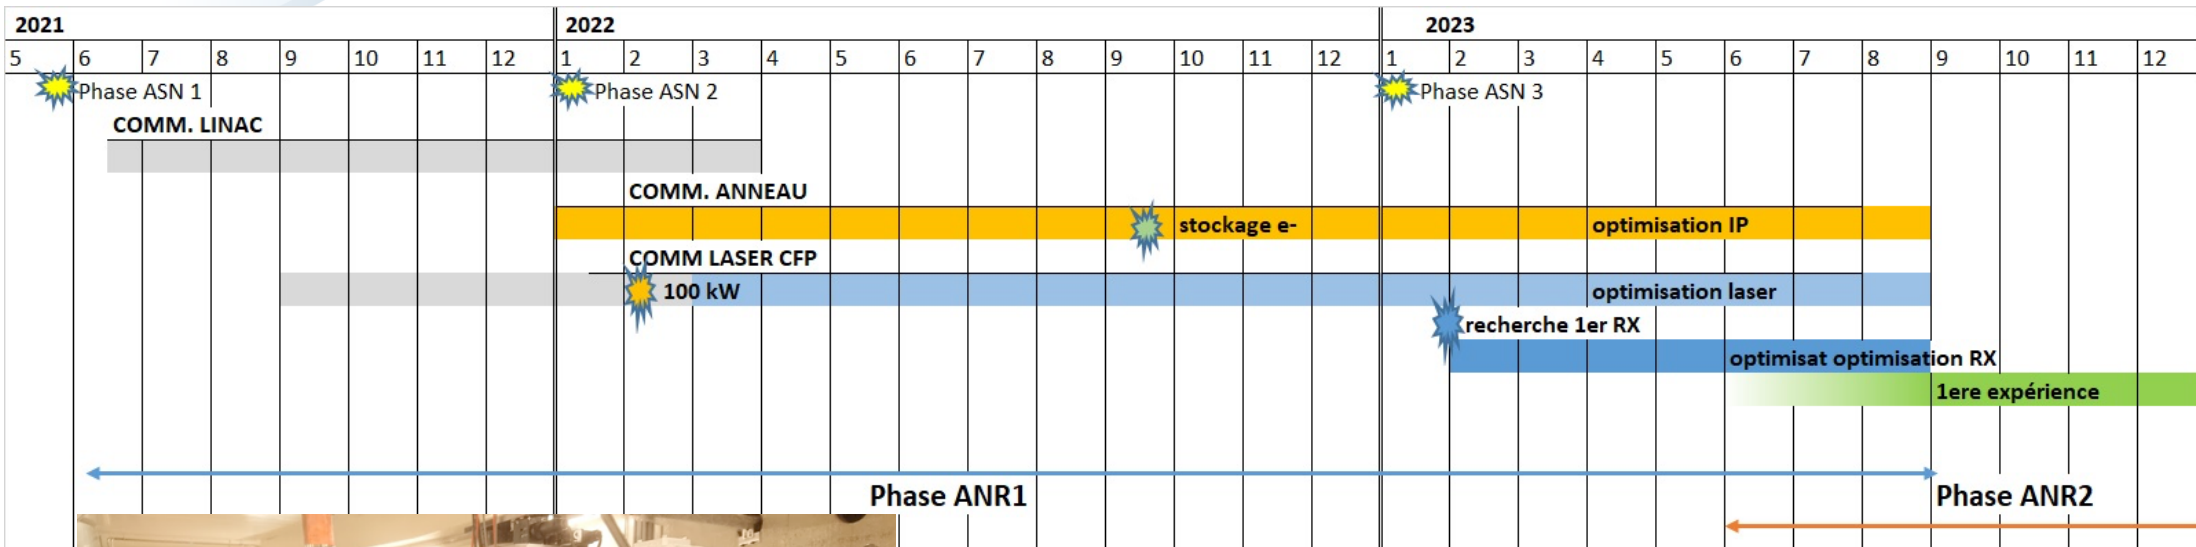 2021 2022 2023
5 6 7 8 9 10 11 12 1 2 3 4 5 6 7 8 9 10 11 12 1 2 3 4 5 6 7 8 9 10 11 12
Phase ASN 1 Phase ASN 2 Phase ASN 3
COMM. LINAC
COMM. ANNEAU
stockage e- optimisation IP
COMM LASER CFP
100 kW optimisation laser
recherche 1er RX
optimisat optimisation RX
1ere expérience
Phase ANR1 Phase ANR2